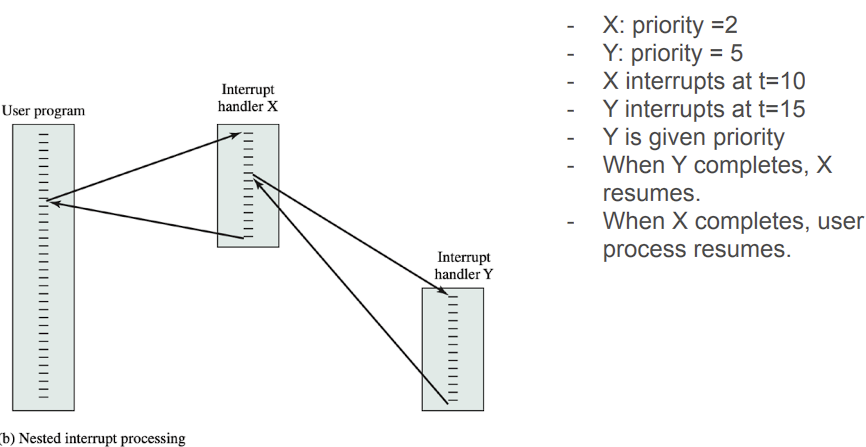 User program
Interrupt
handler X
Interrupt
handler Y
(b) Nested interrupt processing
- X: priority =2
- Y: priority = 5
- X interrupts at t=10
- Y interrupts at t=15
- Y is given priority
- When Y completes, X
resumes.
- When X completes, user
process resumes.